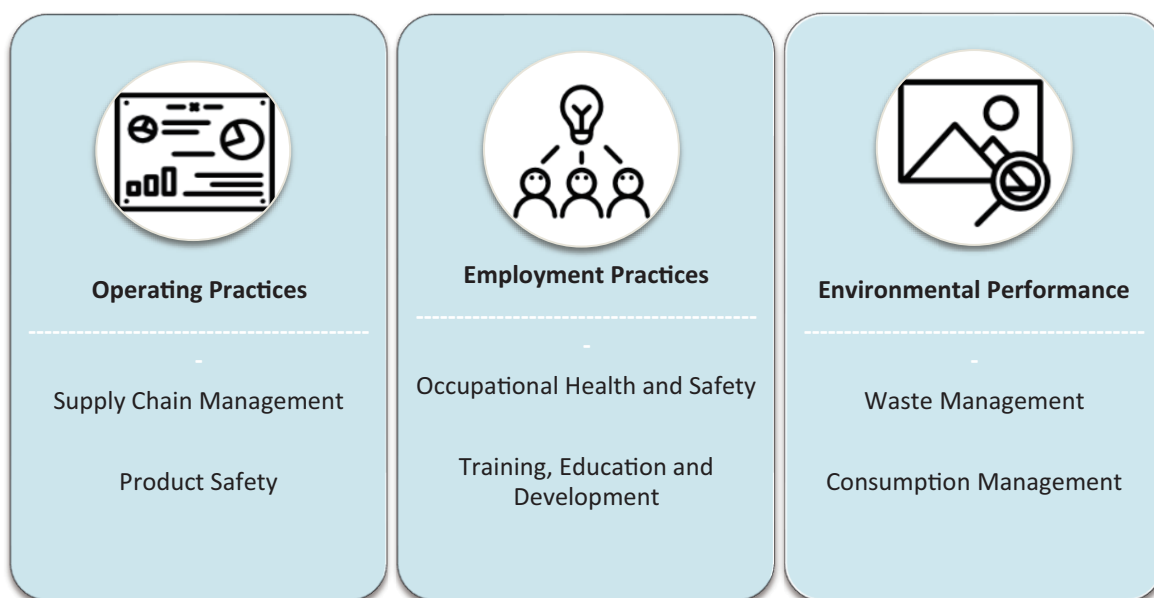 Operating Practices
Supply Chain Management
Product Safety
Employment Practices
Occupational Health and Safety
Training, Education and
Development
Environmental Performance
Waste Management
Consumption Management